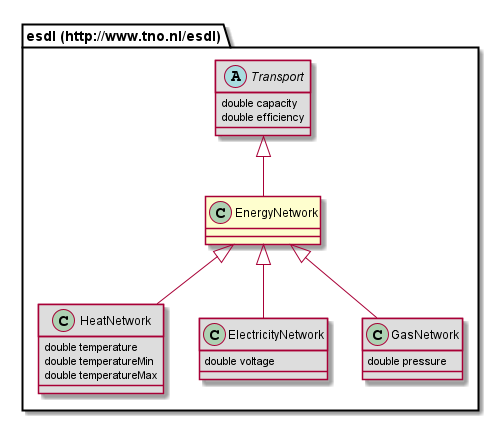 esdl (http://www.tno.nl/esdl)
A Transport
double capacity
double efficiency
C EnergyNetwork
C HeatNetwork
double temperature
double temperatureMin
double temperatureMax
C ElectricityNetwork
double voltage
C GasNetwork
double pressure